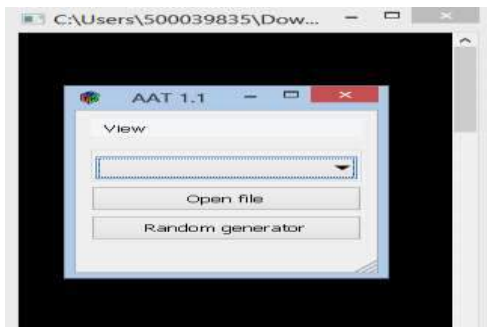 C:\Users\500039835\Dow...
AAT 1.1
View
Open file
Random generator